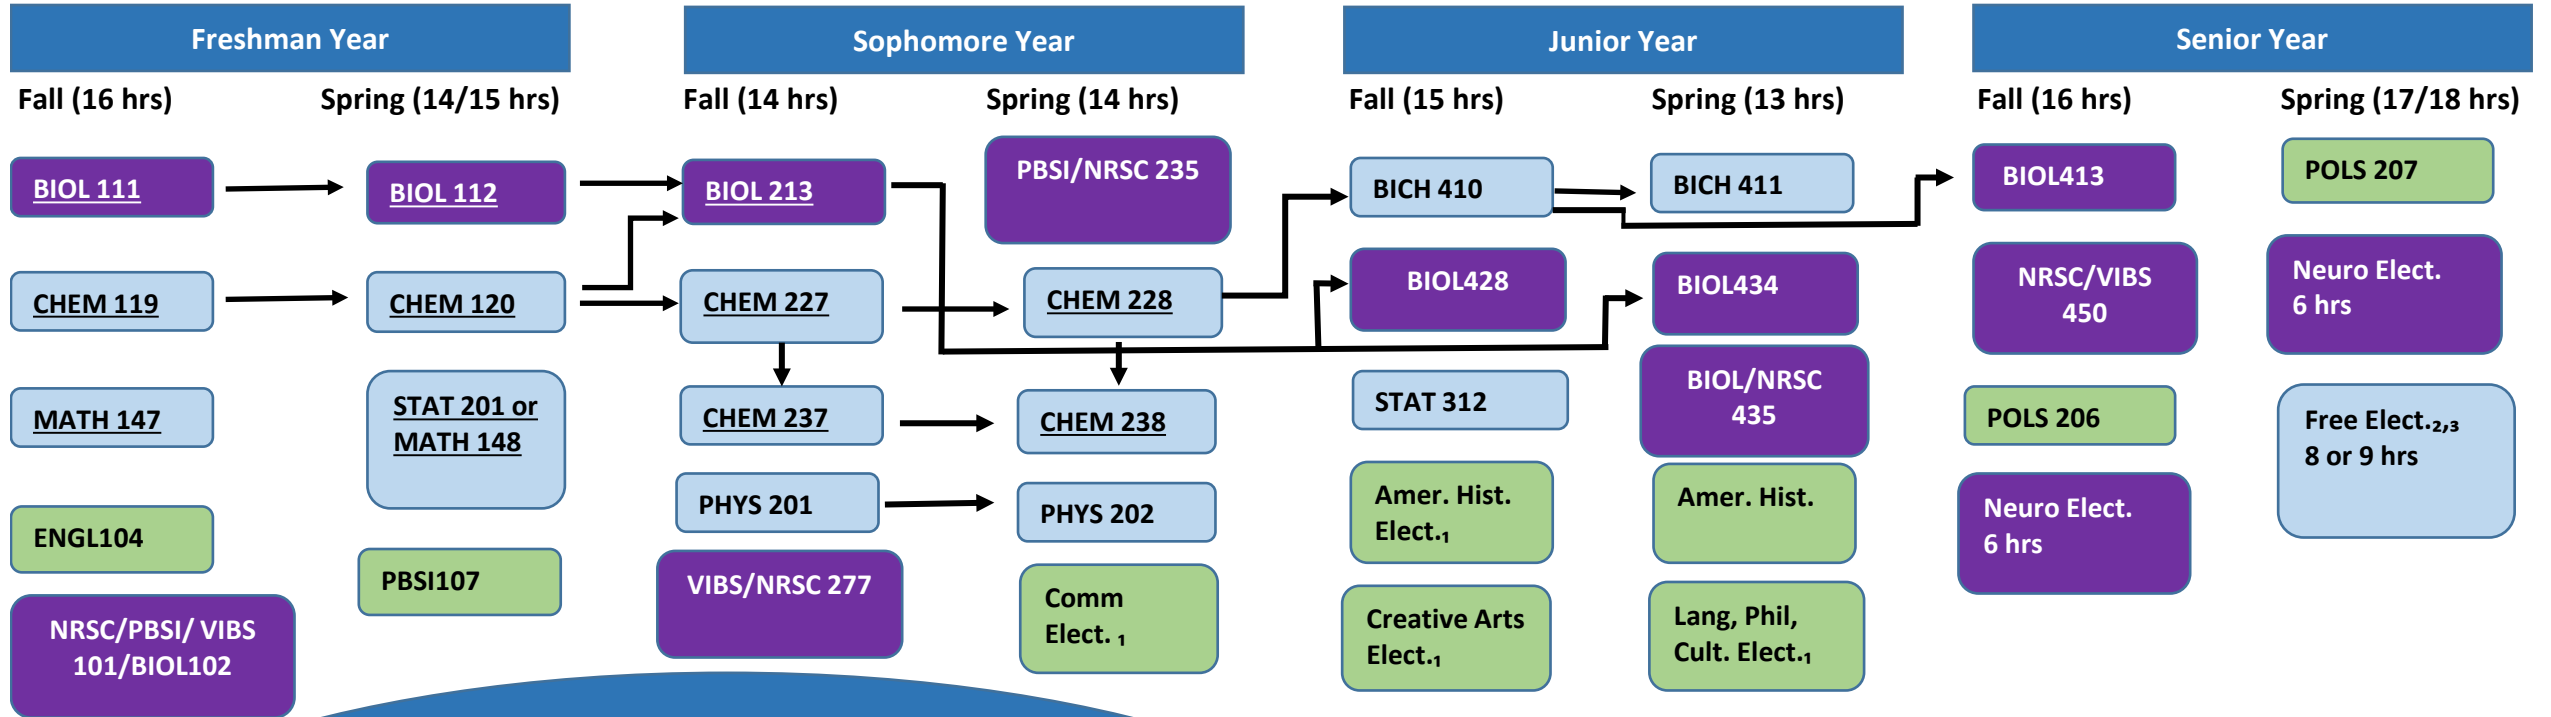 Freshman Year
Fall (16 hrs)
Spring (14/15 hrs)
BIOL 111
CHEM 119
MATH 147
ENGL104
NRSC/PBSI/ VIBS
101/BIOL102
BIOL 112
CHEM 120
STAT 201 or
MATH 148
PBSI107
Sophomore Year
Fall (14 hrs)
Spring (14 hrs)
BIOL 213
CHEM 227
CHEM 237
PHYS 201
VIBS/NRSC 277
PBSI/NRSC 235
CHEM 228
CHEM 238
PHYS 202
Comm
Elect. ₁
Junior Year
Fall (15 hrs)
Spring (13 hrs)
BICH 410
BIOL428
STAT 312
Amer. Hist.
Elect.₁
Creative Arts
Elect.₁
BICH 411
BIOL434
BIOL/NRSC
435
Amer. Hist.
Lang, Phil,
Cult. Elect.₁
Senior Year
Fall (16 hrs)
Spring (17/18 hrs)
BIOL413
NRSC/VIBS
450
POLS 206
Neuro Elect.
6 hrs
POLS 207
Neuro Elect.
6 hrs
Free Elect.₂,₃
8 or 9 hrs